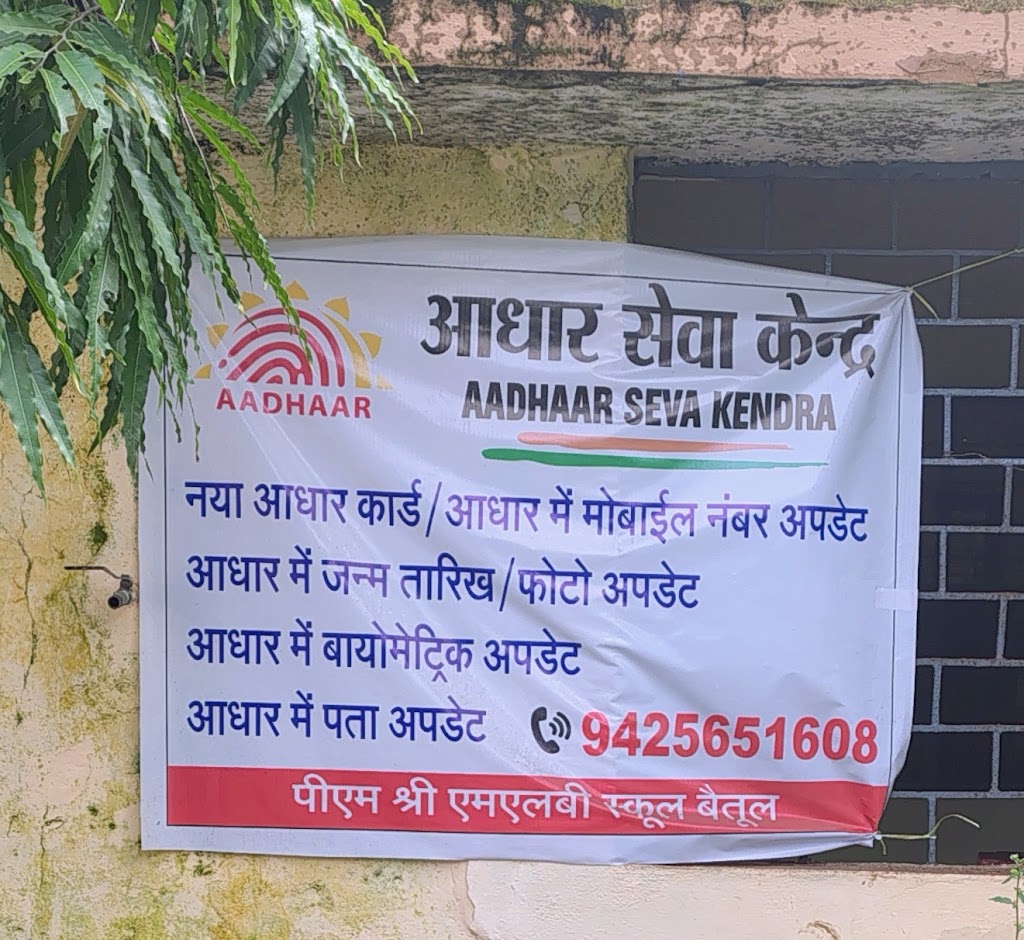 AADHAAR
आधार सेवा केन्द्र
AADHAAR SEVA KENDRA
नया आधार कार्ड/आधार में मोबाईल नंबर अपडेट
आधार में जन्म तारिख/फोटो अपडेट
आधार में बायोमेट्रिक अपडेट
आधार में पता अपडेट 9425651608
पीएम श्री एमएलबी स्कूल बैतूल